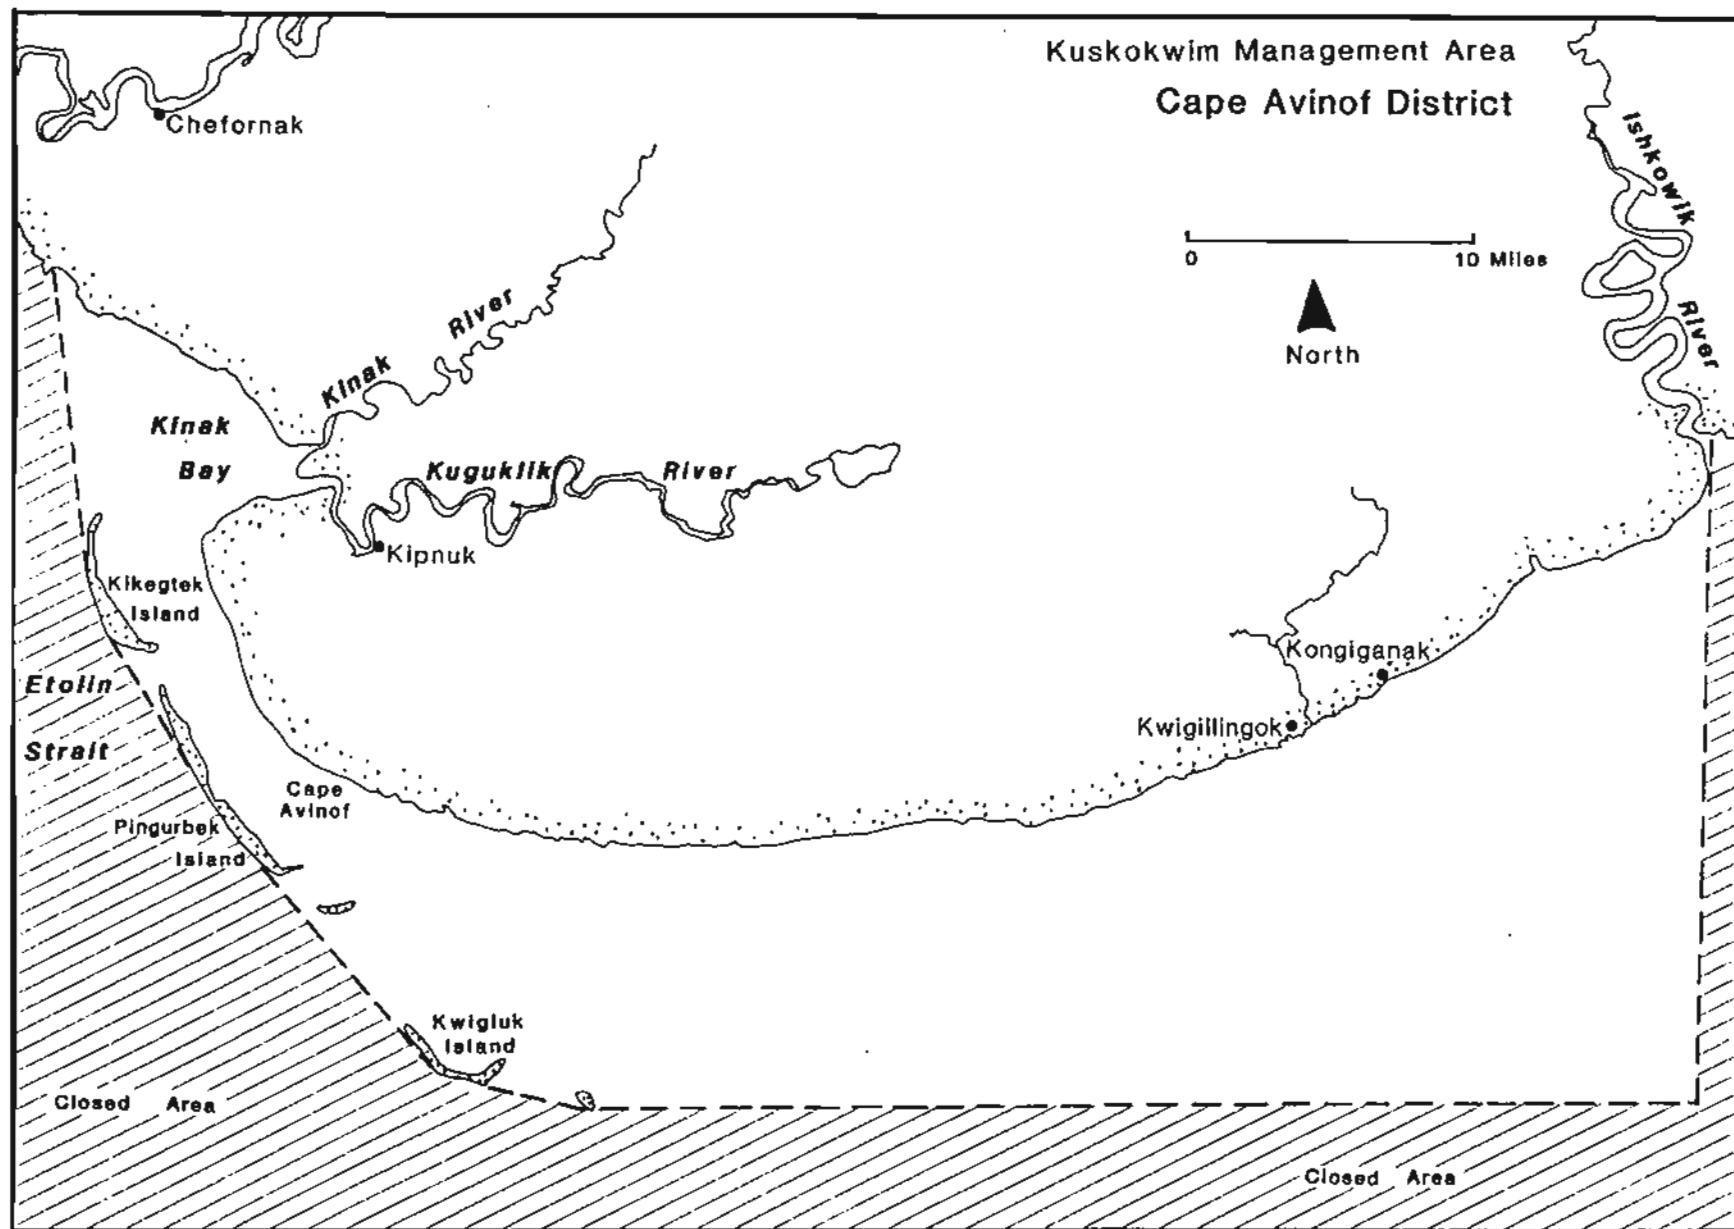 Kuskokwim Management Area
Cape Avinof District
Chefornak
Ishkowik
River
0 10 Miles
North
River
Kinak
Kinak
Bay
Kuguklik River
Kipnuk
Kikegtek
Island
Kongiganak
Etolin
Strait
Kwigillingok
Cape
Avinof
Pingurbek
Island
Kwigluk
Island
Closed Area
Closed Area